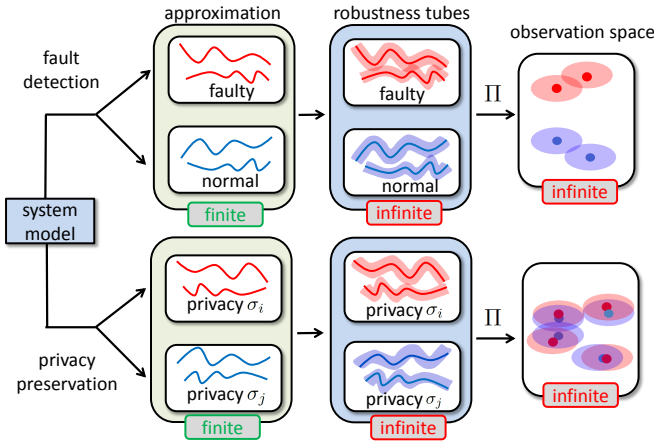 approximation
robustness tubes
observation space
fault
detection
faulty
faulty
Π
normal
normal
finite
infinite
infinite
system
model
privacy σi
privacy σi
Π
privacy
preservation
privacy σj
privacy σj
finite
infinite
infinite